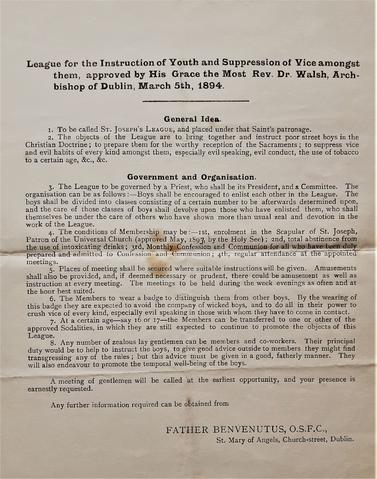 League for the Instruction of Youth and Suppression of Vice amongst
them, approved by His Grace the Most Rev. Dr. Walsh, Arch-
bishop of Dublin, March 5th, 1894.
General Idea.
1. To be called ST. JOSEPH'S LEAGUE, and placed under that Saint's patronage.
2. The objects of the League are to bring together and instruct poor street boys in the
Christian Doctrine; to prepare them for the worthy reception of the Sacraments; to suppress vice
and evil habits of every kind amongst them, especially evil speaking, evil conduct, the use of tobacco
to a certain age, &c., &c.
Government and Organisation.
3. The League to be governed by a Priest, who shall be its President, and a Committee. The
organization can be as follows:—Boys shall be encouraged to enlist each other in the League. The
boys shall be divided into classes consisting of a certain number to be afterwards determined upon,
and the care of those classes of boys shall devolve upon those who have enlisted them, who shall
themselves be under the care of others who have shown more than usual zeal and devotion in the
work of the League.
4. The conditions of Membership may be:—1st, enrolment in the Scapular of St. Joseph,
Patron of the Universal Church (approved May, 1893, by the Holy See); 2nd, total abstinence from
the use of intoxicating drinks; 3rd, Monthly Confession and Communion for all who have been duly
prepared and admitted to Confession and Communion; 4th, regular attendance at the appointed
meetings.
5. Places of meeting shall be secured where suitable instructions will be given. Amusements
shall also be provided, and, if deemed necessary or prudent, there could be amusement as well as
instruction at every meeting. The meetings to be held during the week evenings as often and at
the hour best suited.
6. The Members to wear a badge to distinguish them from other boys. By the wearing of
this badge they are expected to avoid the company of wicked boys, and to do all in their power to
crush vice of every kind, especially evil speaking in those with whom they have to come in contact.
7. At a certain age—say 16 or 17—the Members can be transferred to one or other of the
approved Sodalities, in which they are still expected to continue to promote the objects of this
League.
8. Any number of zealous lay gentlemen can be members and co-workers. Their principal
duty would be to help to instruct the boys, to give good advice outside to members they might find
transgressing any of the rules; but this advice must be given in a good, fatherly manner. They
will also endeavour to promote the temporal well-being of the boys.
A meeting of gentlemen will be called at the earliest opportunity, and your presence is
earnestly requested.
Any further information required can be obtained from
FATHER BENVENUTUS, O.S.F.C.,
St. Mary of Angels, Church-street, Dublin.